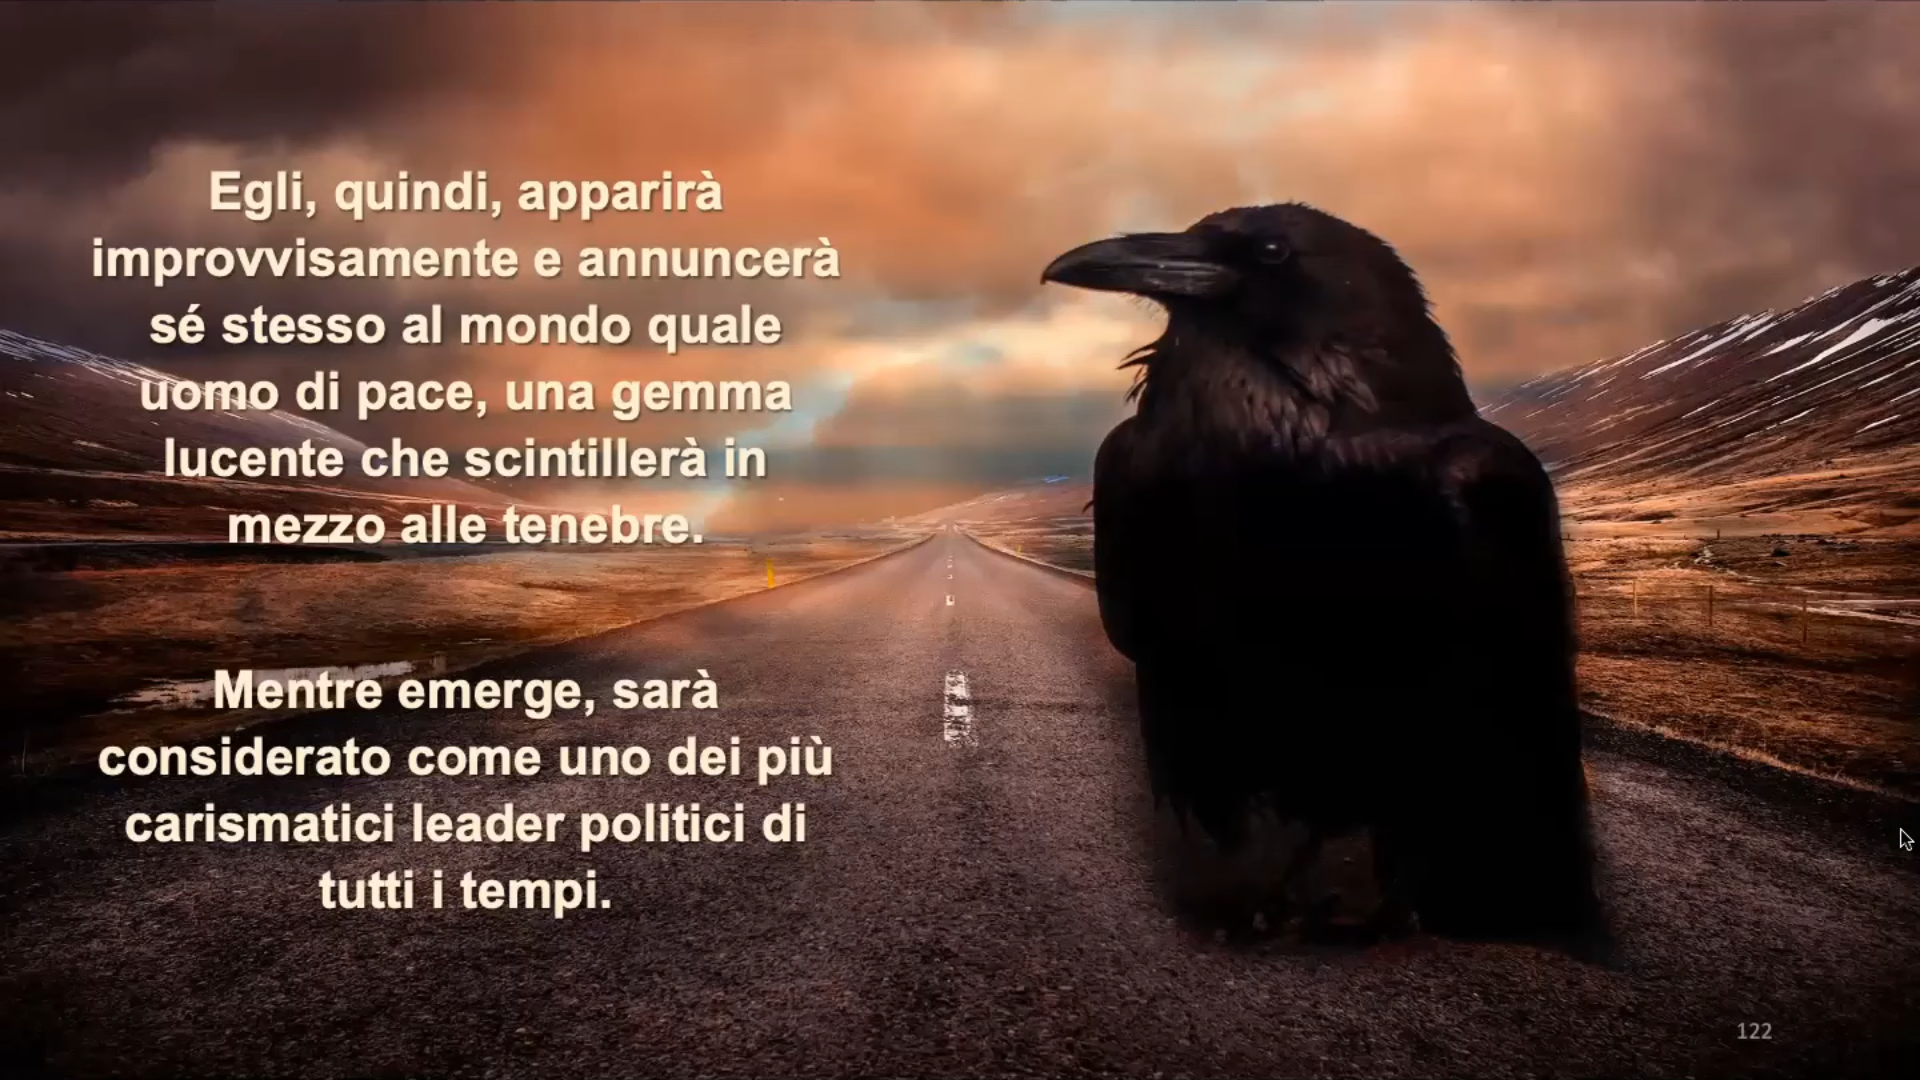 Egli, quindi, apparirà
improvvisamente e annuncerà
sé stesso al mondo quale
uomo di pace, una gemma
lucente che scintillerà in
mezzo alle tenebre.
Mentre emerge, sarà
considerato come uno dei più
carismatici leader politici di
tutti i tempi.
122